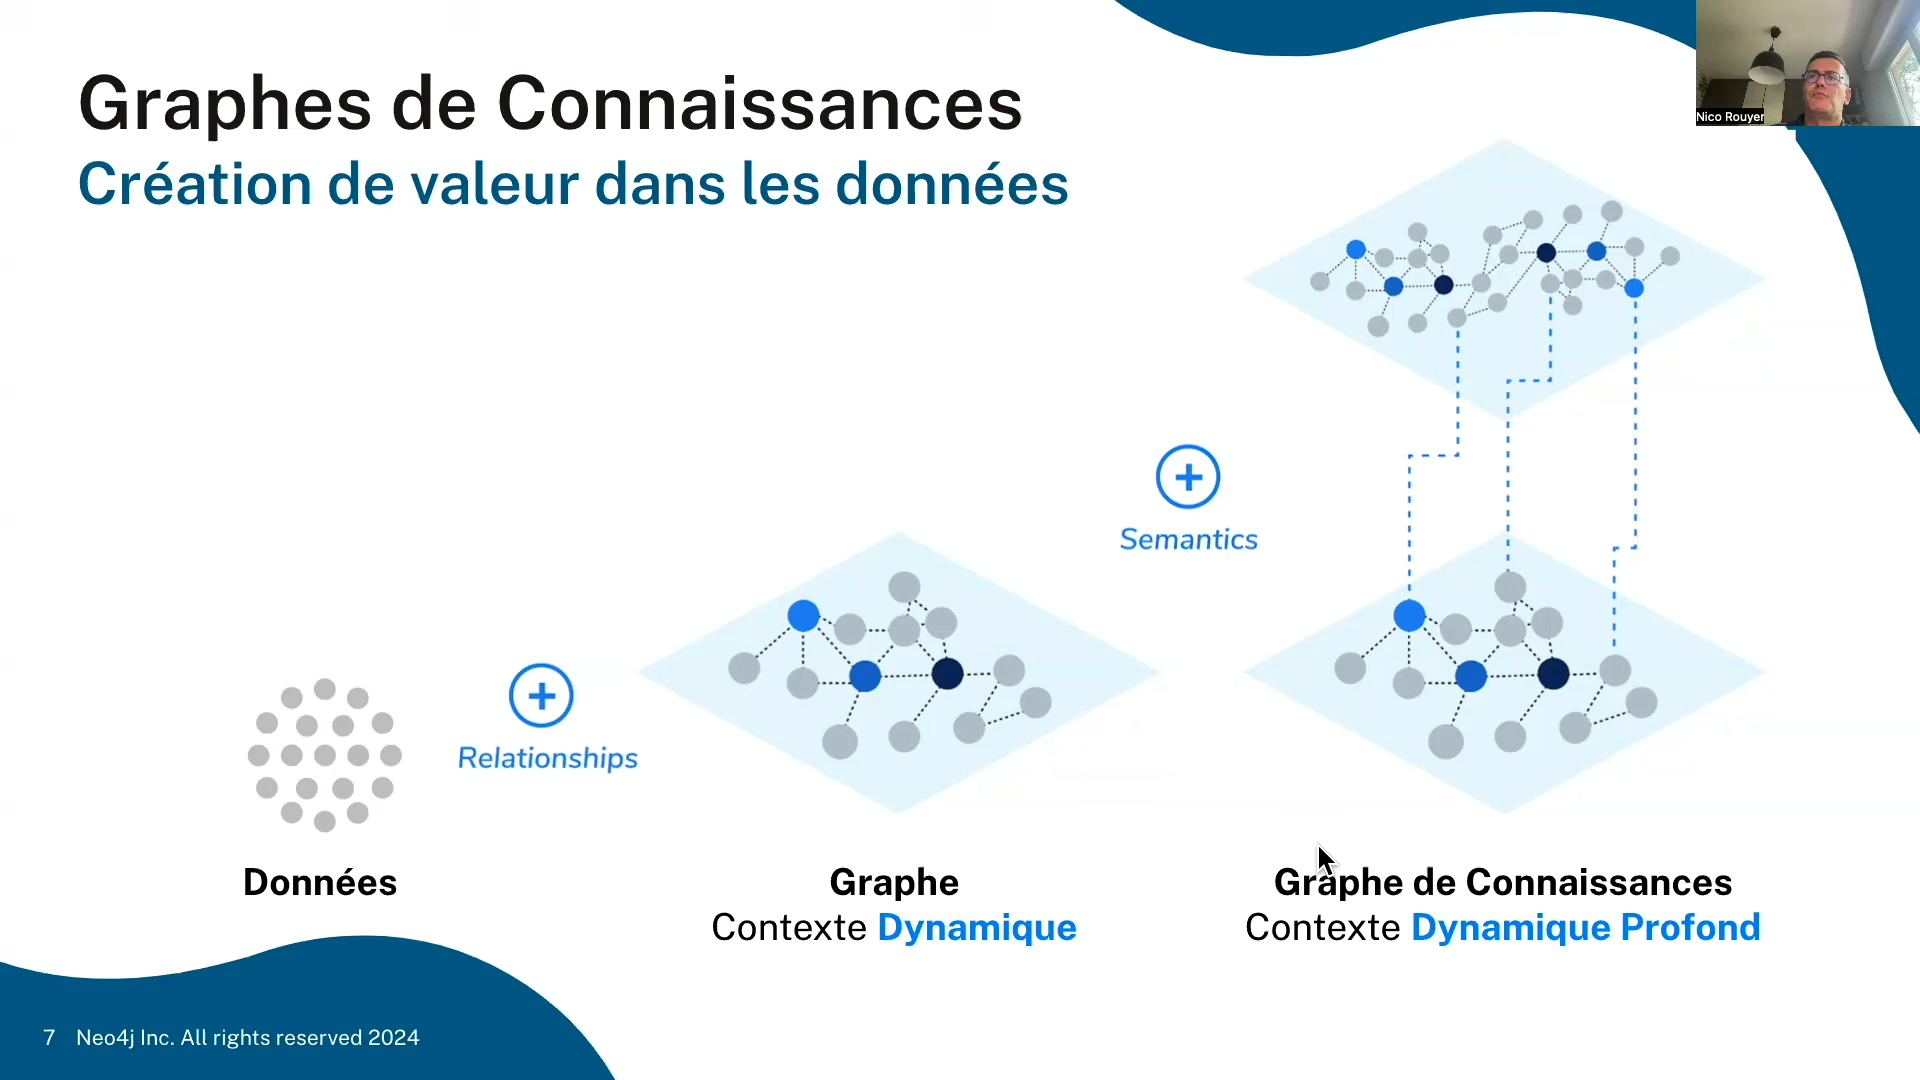 Graphes de Connaissances
Création de valeur dans les données
Nico Rouyer
Semantics
Relationships
Données
Graphe
Contexte Dynamique
Graphe de Connaissances
Contexte Dynamique Profond
7 Neo4j Inc. All rights reserved 2024